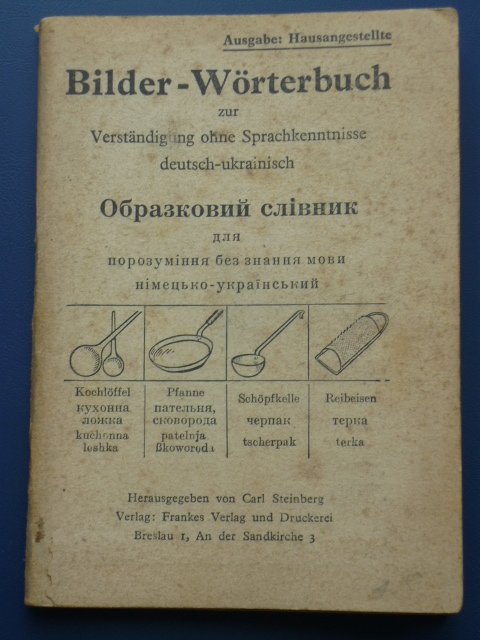 Ausgabe: Hausangestellte
Bilder-Wörterbuch
zur
Verständigung ohne Sprachkenntnisse
deutsch-ukrainisch
Образковий слівник
для
порозуміння без знання мови
німецько-український
Kochlöffel
кухонна
ложка
kuchonna
loshka
Pfanne
пательня,
сковорода
patelnja
ßkoworoda
Schöpfkelle
черпак
tscherpak
Reibeisen
терка
terka
Herausgegeben von Carl Steinberg
Verlag: Frankes Verlag und Druckerei
Breslau 1, An der Sandkirche 3